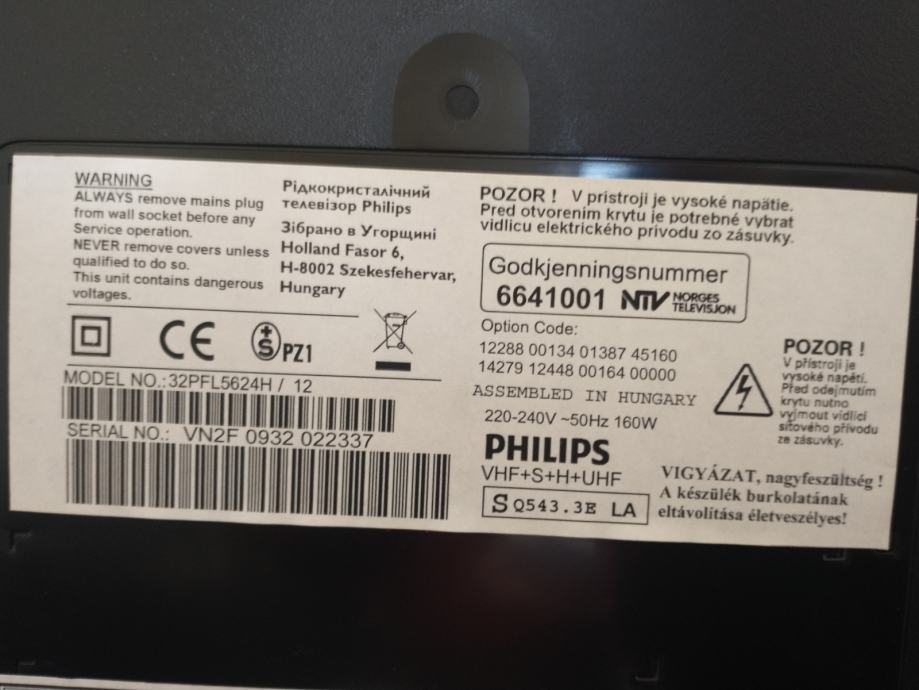 WARNING
ALWAYS remove mains plug
from wall socket before any
Service operation.
NEVER remove covers unless
qualified to do so.
This unit contains dangerous
voltages.
Рідкокристалічний
телевізор Philips
Зібрано в Угорщині
Holland Fasor 6,
H-8002 Szekesfehervar,
Hungary
POZOR ! V prístroji je vysoké napätie.
Pred otvorením krytu je potrebné vybrat
vidlicu elektrického prívodu zo zásuvky.
Godkjenningsnummer
6641001 NTV NORGES
TELEVISJON
CE
+
S
PZ1
Option Code:
12288 00134 01387 45160
14279 12448 00164 00000
ASSEMBLED IN HUNGARY
220-240V ~50Hz 160W
MODEL NO.:32PFL5624H / 12
SERIAL NO.: VN2F 0932 022337
PHILIPS
VHF+S+H+UHF
S Q543.3E LA
POZOR !
V přístroji je
vysoké napětí.
Před odejmutím
krytu nutno
vyjmout vidlici
síťového přívodu
ze zásuvky.
VIGYÁZAT, nagyfeszültség !
A készülék burkolatának
eltávolítása életveszélyes!